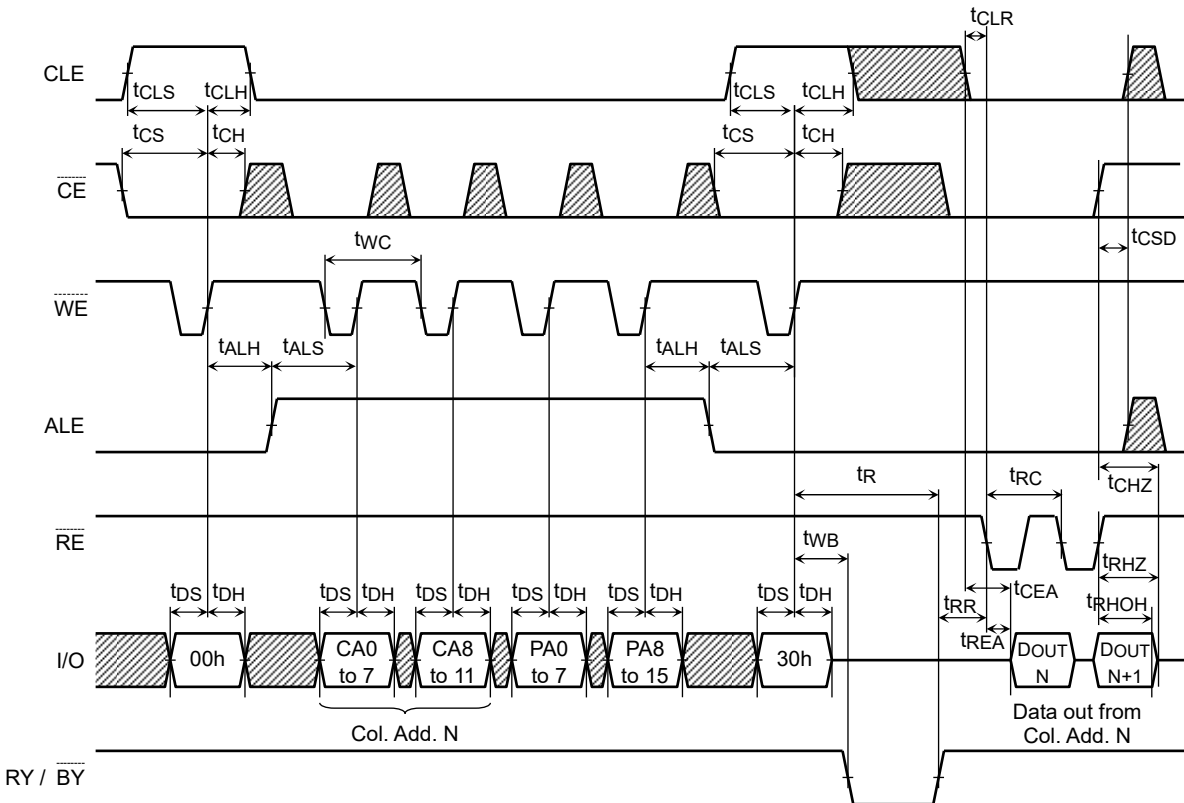 tCLR
CLE
tCLS tCLH tCLS tCLH
tCS tCH tCS tCH
CE
tCSD
tWC
WE
tALH tALS tALH tALS
ALE
tR tRC tCHZ
RE
tWB
tRHZ
tDS tDH tDS tDH tDS tDH tDS tDH tDS tDH tDS tDH tCEA
tRR tRHOH
tREA
I/O
00h
CA0
to 7
CA8
to 11
PA0
to 7
PA8
to 15
30h
DOUT
N
DOUT
N+1
Col. Add. N
Data out from
Col. Add. N
RY / BY